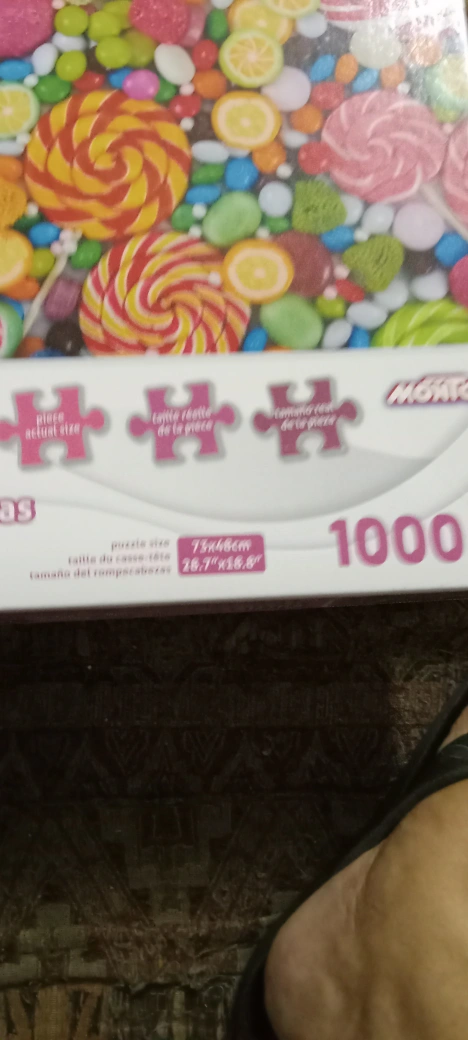 piece
actual size
taille réelle
de la pièce
tamaño real
de la pieza
as
puzzle size
taille du casse-tête
tamaño del rompecabezas
73x48cm
28.7"x18.8"
1000